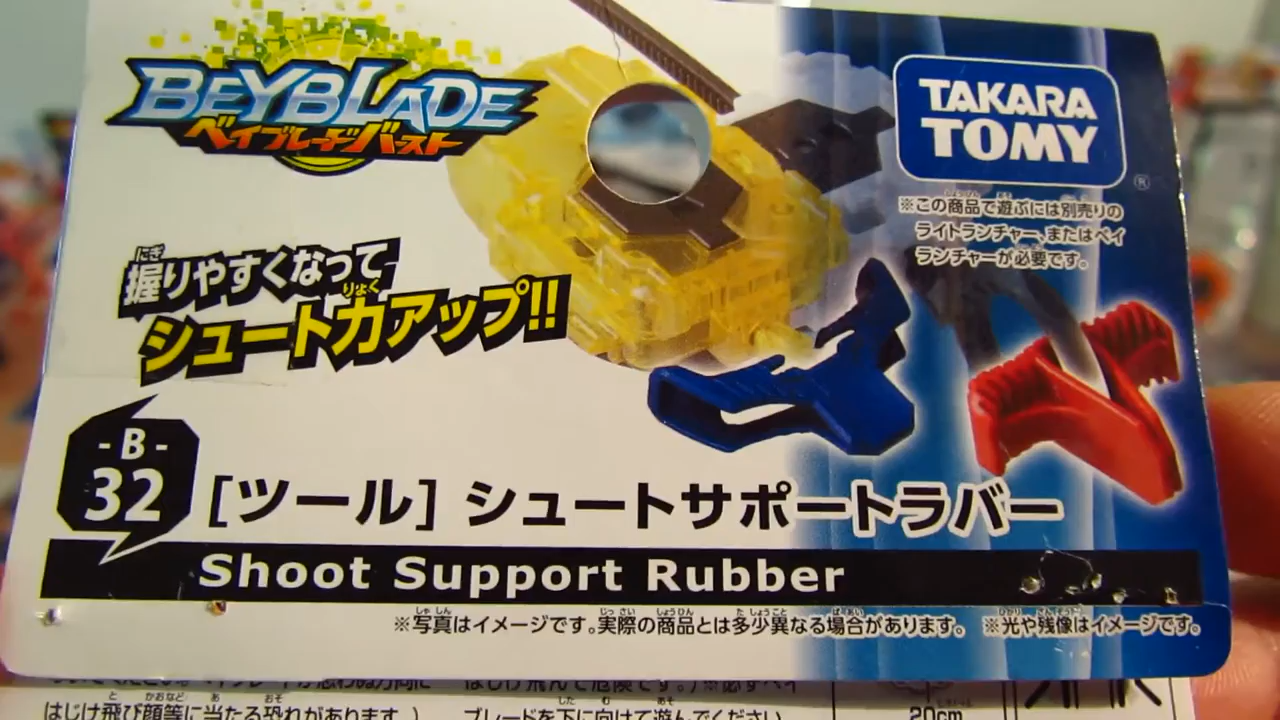 BEYBLADE
ベイブレードバースト
TAKARA
TOMY
®
※この商品で遊ぶには別売りの
ライトランチャー、またはベイ
ランチャーが必要です。
握りやすくなって
シュート力アップ!!
-B-
32
[ツール] シュートサポートラバー
Shoot Support Rubber
※写真はイメージです。実際の商品とは多少異なる場合があります。 ※光や残像はイメージです。
はじけ飛び顔等に当たる恐れがあります。)
ブレードを下に向けて遊んでください
20cm